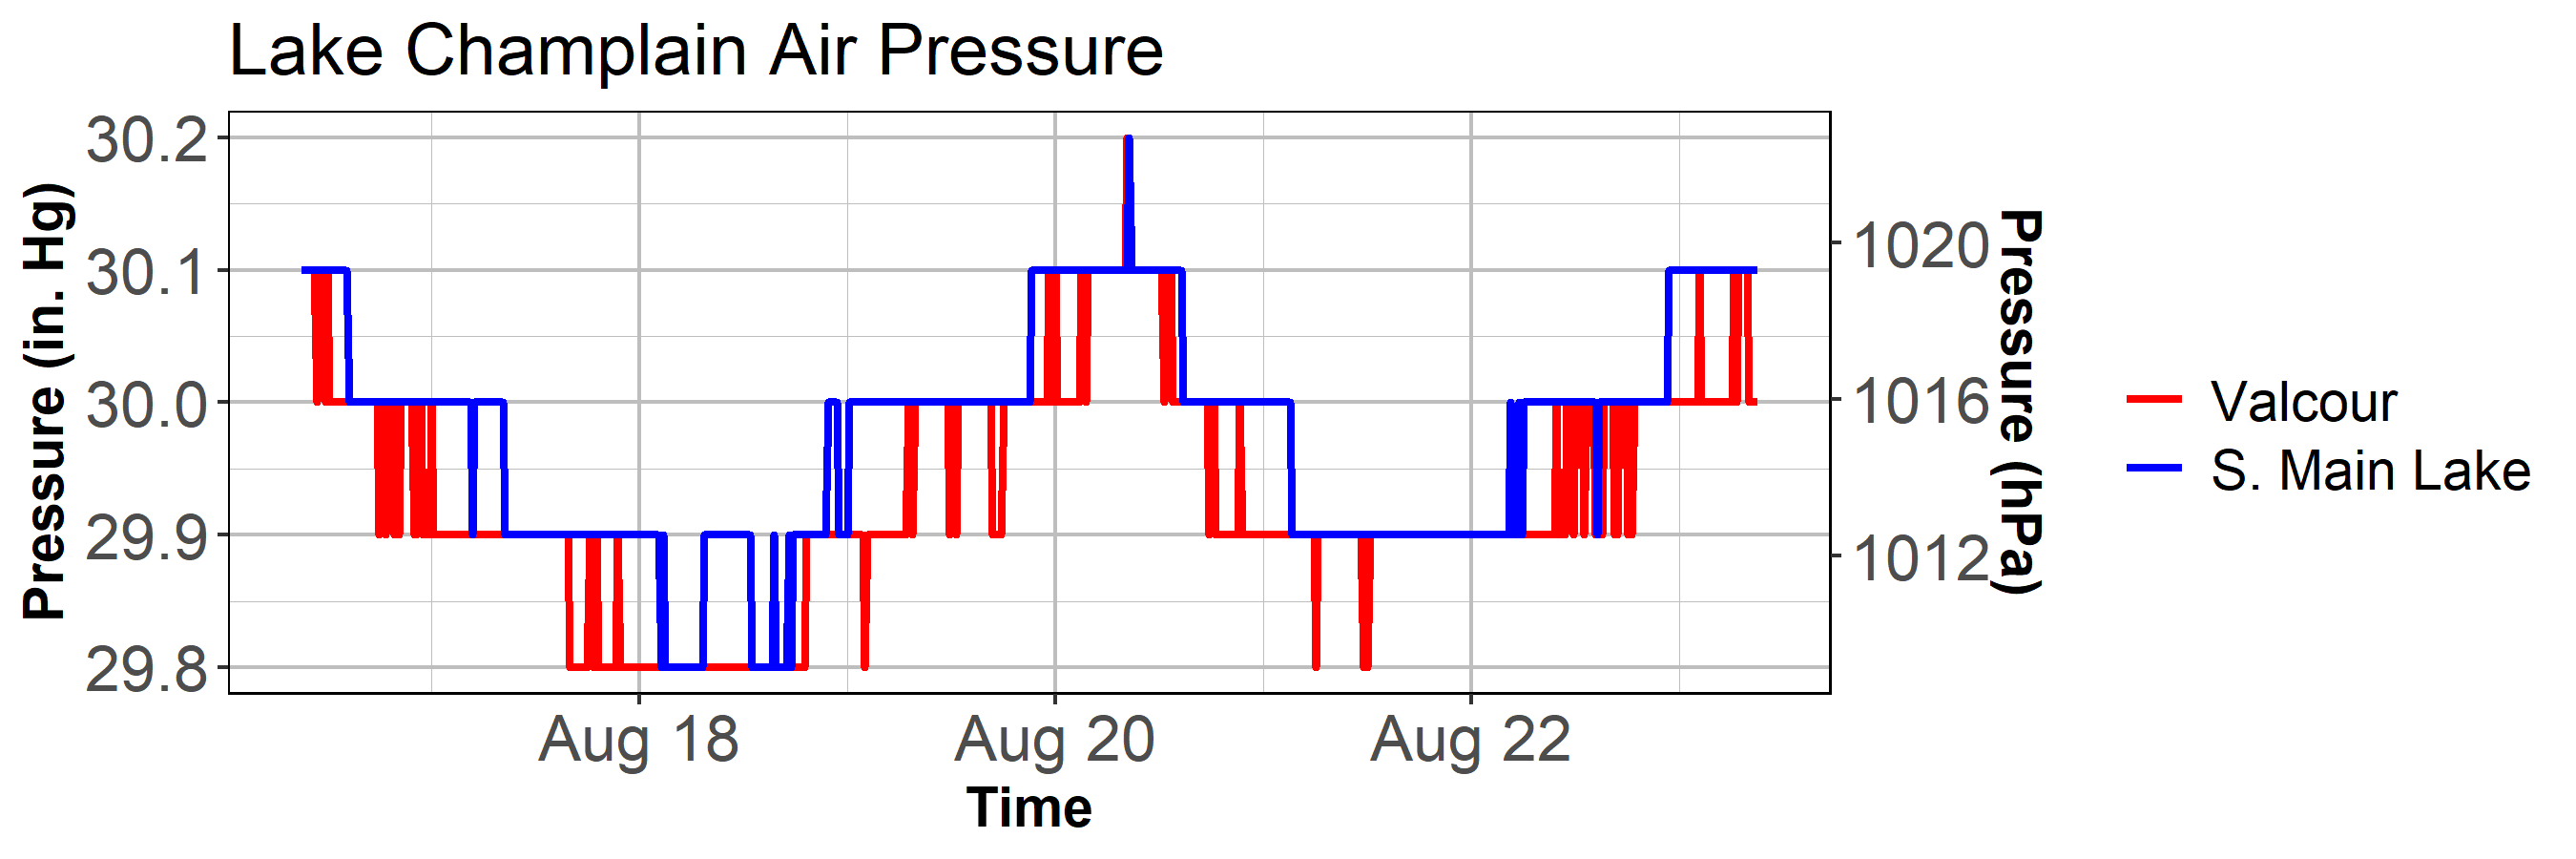 Lake Champlain Air Pressure
Pressure (in. Hg)
30.2
30.1
30.0
29.9
29.8
1020
1016
1012
Pressure (hPa)
Aug 18
Aug 20
Aug 22
Time
Valcour
S. Main Lake